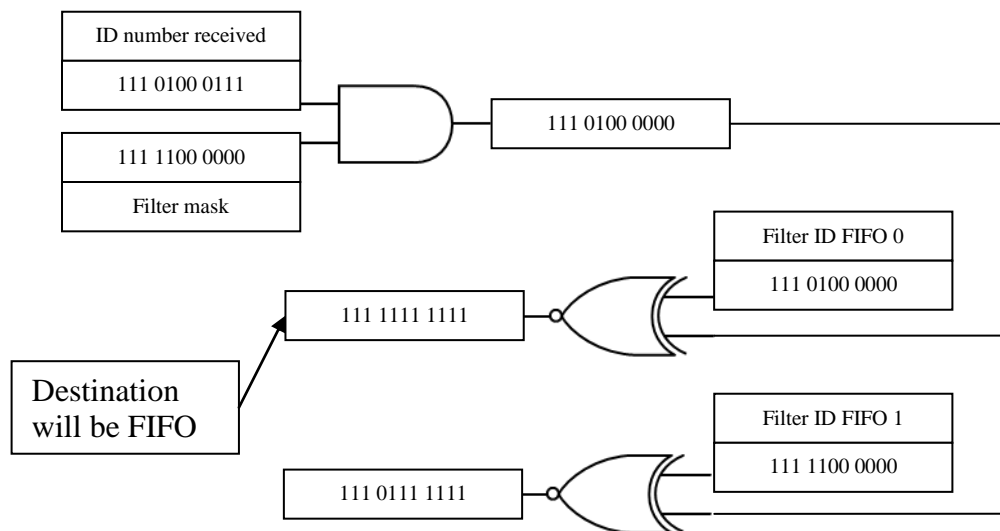 ID number received
111 0100 0111
111 0100 0000
111 1100 0000
Filter mask
Filter ID FIFO 0
111 0100 0000
111 1111 1111
Destination
will be FIFO
Filter ID FIFO 1
111 1100 0000
111 0111 1111